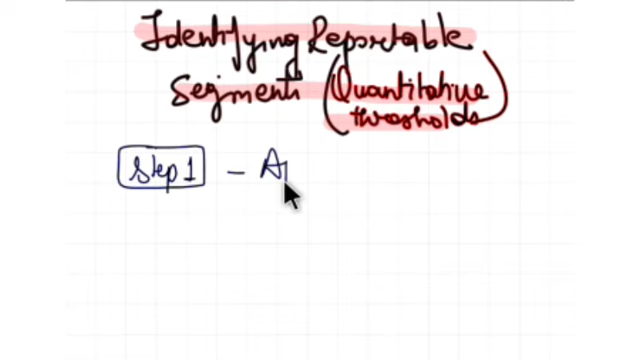 Identifying Reportable
Segments (Quantitative
thresholds)
Step 1 - A